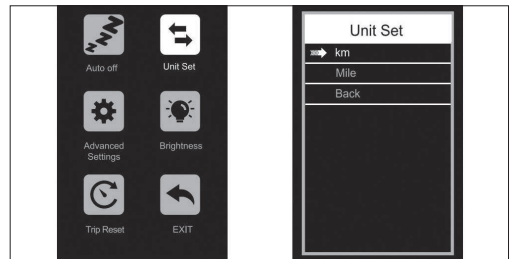 Auto off
Unit Set
Advanced
Settings
Brightness
Trip Reset
EXIT
Unit Set
km
Mile
Back